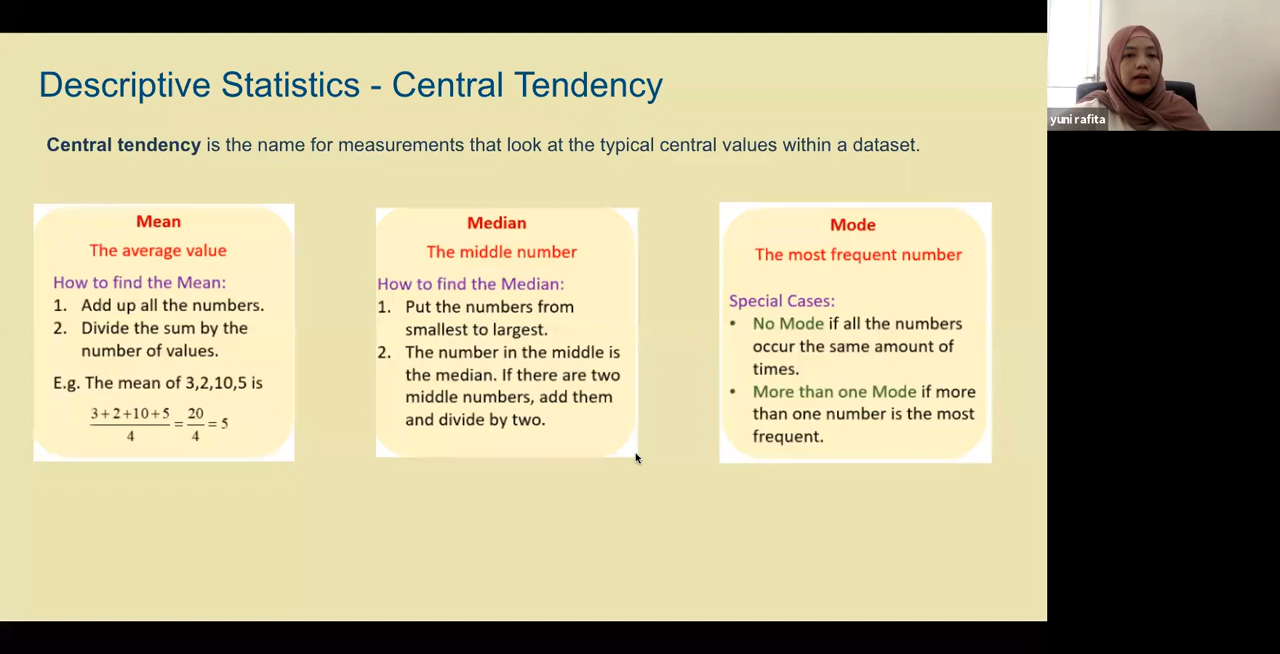 Descriptive Statistics - Central Tendency
Central tendency is the name for measurements that look at the typical central values within a dataset.
Mean
The average value
How to find the Mean:
1. Add up all the numbers.
2. Divide the sum by the
number of values.
E.g. The mean of 3,2,10,5 is
3+2+10+5/4 = 20/4 = 5
Median
The middle number
How to find the Median:
1. Put the numbers from
smallest to largest.
2. The number in the middle is
the median. If there are two
middle numbers, add them
and divide by two.
Mode
The most frequent number
Special Cases:
• No Mode if all the numbers
occur the same amount of
times.
• More than one Mode if more
than one number is the most
frequent.
yuni rafita